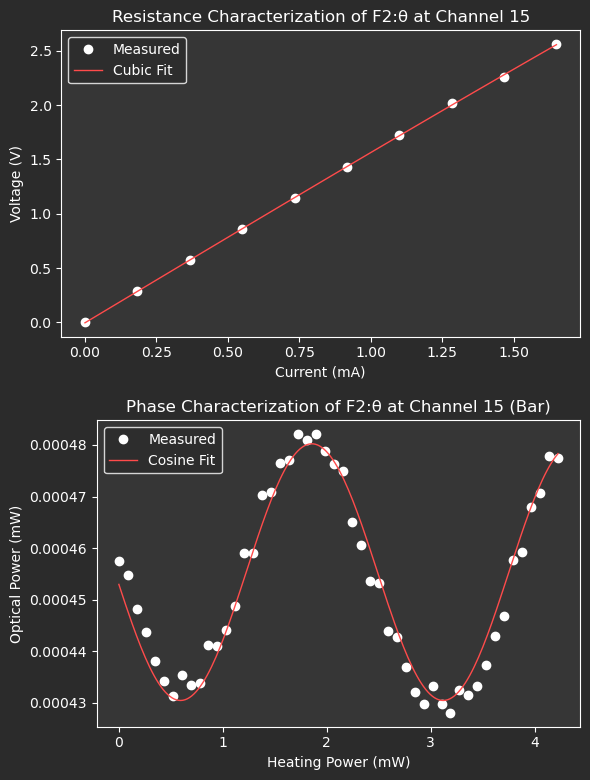 Resistance Characterization of F2:θ at Channel 15
Measured
Cubic Fit
2.5
2.0
1.5
1.0
0.5
0.0
Voltage (V)
0.00 0.25 0.50 0.75 1.00 1.25 1.50
Current (mA)
Phase Characterization of F2:θ at Channel 15 (Bar)
Measured
Cosine Fit
0.00048
0.00047
0.00046
0.00045
0.00044
0.00043
Optical Power (mW)
0 1 2 3 4
Heating Power (mW)